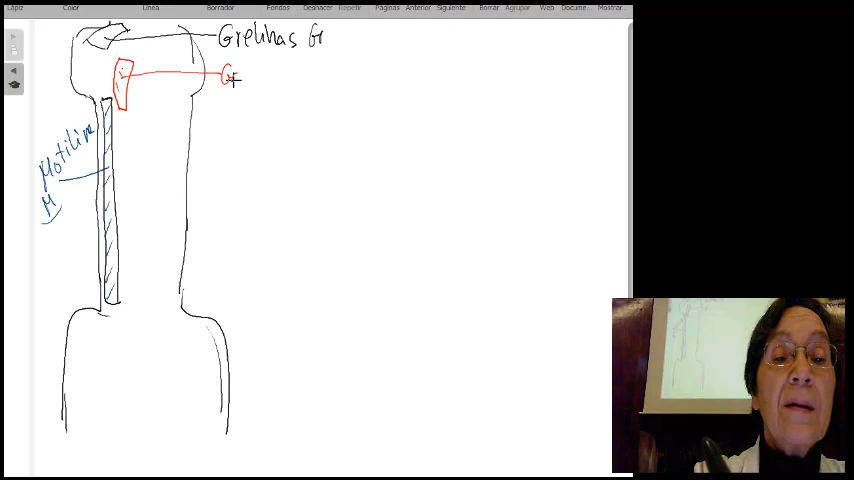 Lápiz Color Línea Borrador Fondos Deshacer Repetir Páginas Anterior Siguiente Borrar Agrupar Web Docume... Mostrar...
Grelinas Gr
G
Motilina
M